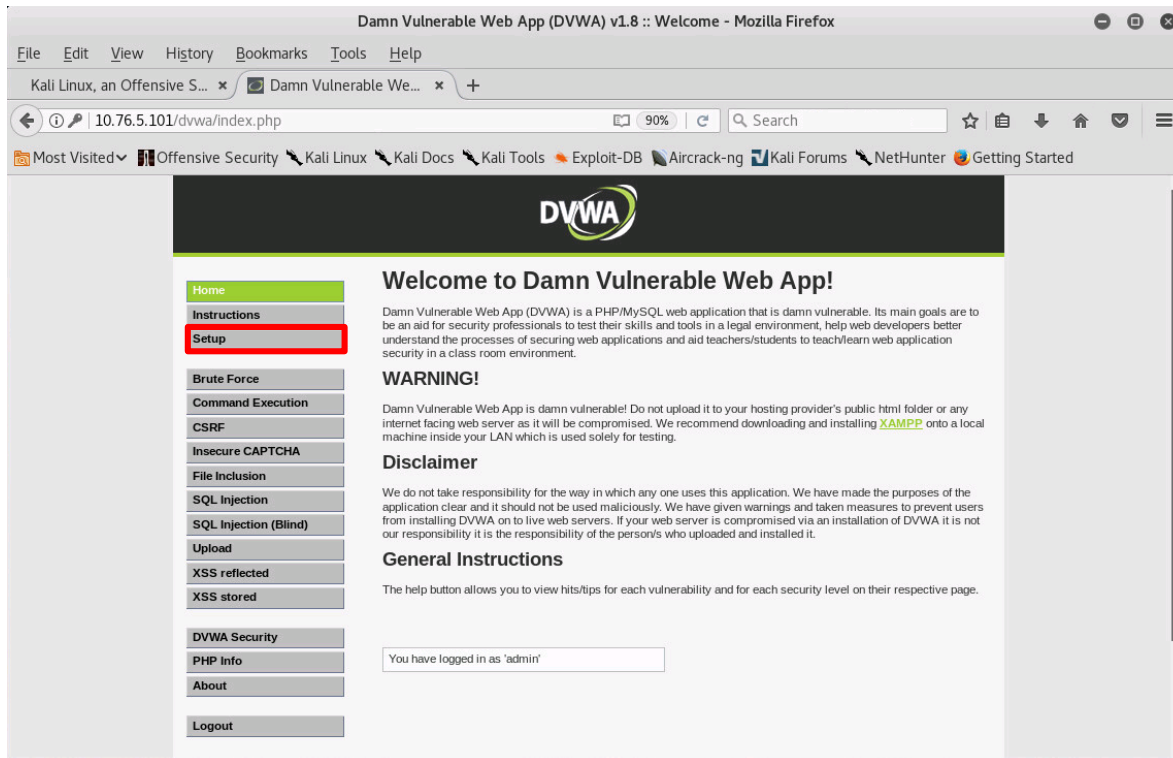 Damn Vulnerable Web App (DVWA) v1.8 :: Welcome - Mozilla Firefox
File Edit View History Bookmarks Tools Help
Kali Linux, an Offensive S... × Damn Vulnerable We... × +
10.76.5.101/dvwa/index.php 90% Search
Most Visited Offensive Security Kali Linux Kali Docs Kali Tools Exploit-DB Aircrack-ng Kali Forums NetHunter Getting Started
DVWA
Home
Instructions
Setup
Brute Force
Command Execution
CSRF
Insecure CAPTCHA
File Inclusion
SQL Injection
SQL Injection (Blind)
Upload
XSS reflected
XSS stored
DVWA Security
PHP Info
About
Logout
Welcome to Damn Vulnerable Web App!
Damn Vulnerable Web App (DVWA) is a PHP/MySQL web application that is damn vulnerable. Its main goals are to
be an aid for security professionals to test their skills and tools in a legal environment, help web developers better
understand the processes of securing web applications and aid teachers/students to teach/learn web application
security in a class room environment.
WARNING!
Damn Vulnerable Web App is damn vulnerable! Do not upload it to your hosting provider's public html folder or any
internet facing web server as it will be compromised. We recommend downloading and installing XAMPP onto a local
machine inside your LAN which is used solely for testing.
Disclaimer
We do not take responsibility for the way in which any one uses this application. We have made the purposes of the
application clear and it should not be used maliciously. We have given warnings and taken measures to prevent users
from installing DVWA on to live web servers. If your web server is compromised via an installation of DVWA it is not
our responsibility it is the responsibility of the person/s who uploaded and installed it.
General Instructions
The help button allows you to view hits/tips for each vulnerability and for each security level on their respective page.
You have logged in as 'admin'